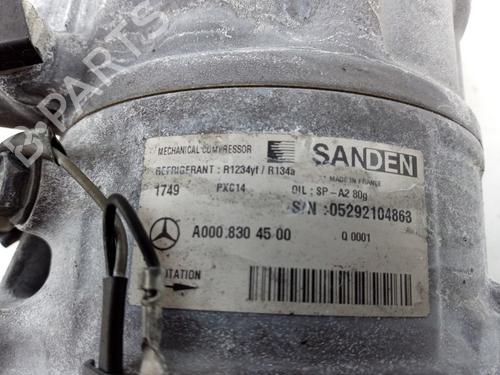 B-PARTS
MECHANICAL COMPRESSOR
SANDEN
REFRIGERANT : R1234yf / R134a
MADE IN FRANCE
1749 PXC14 OIL : SP-A2 80g
S/N :05292104863
A000.830 45 00 Q 0001